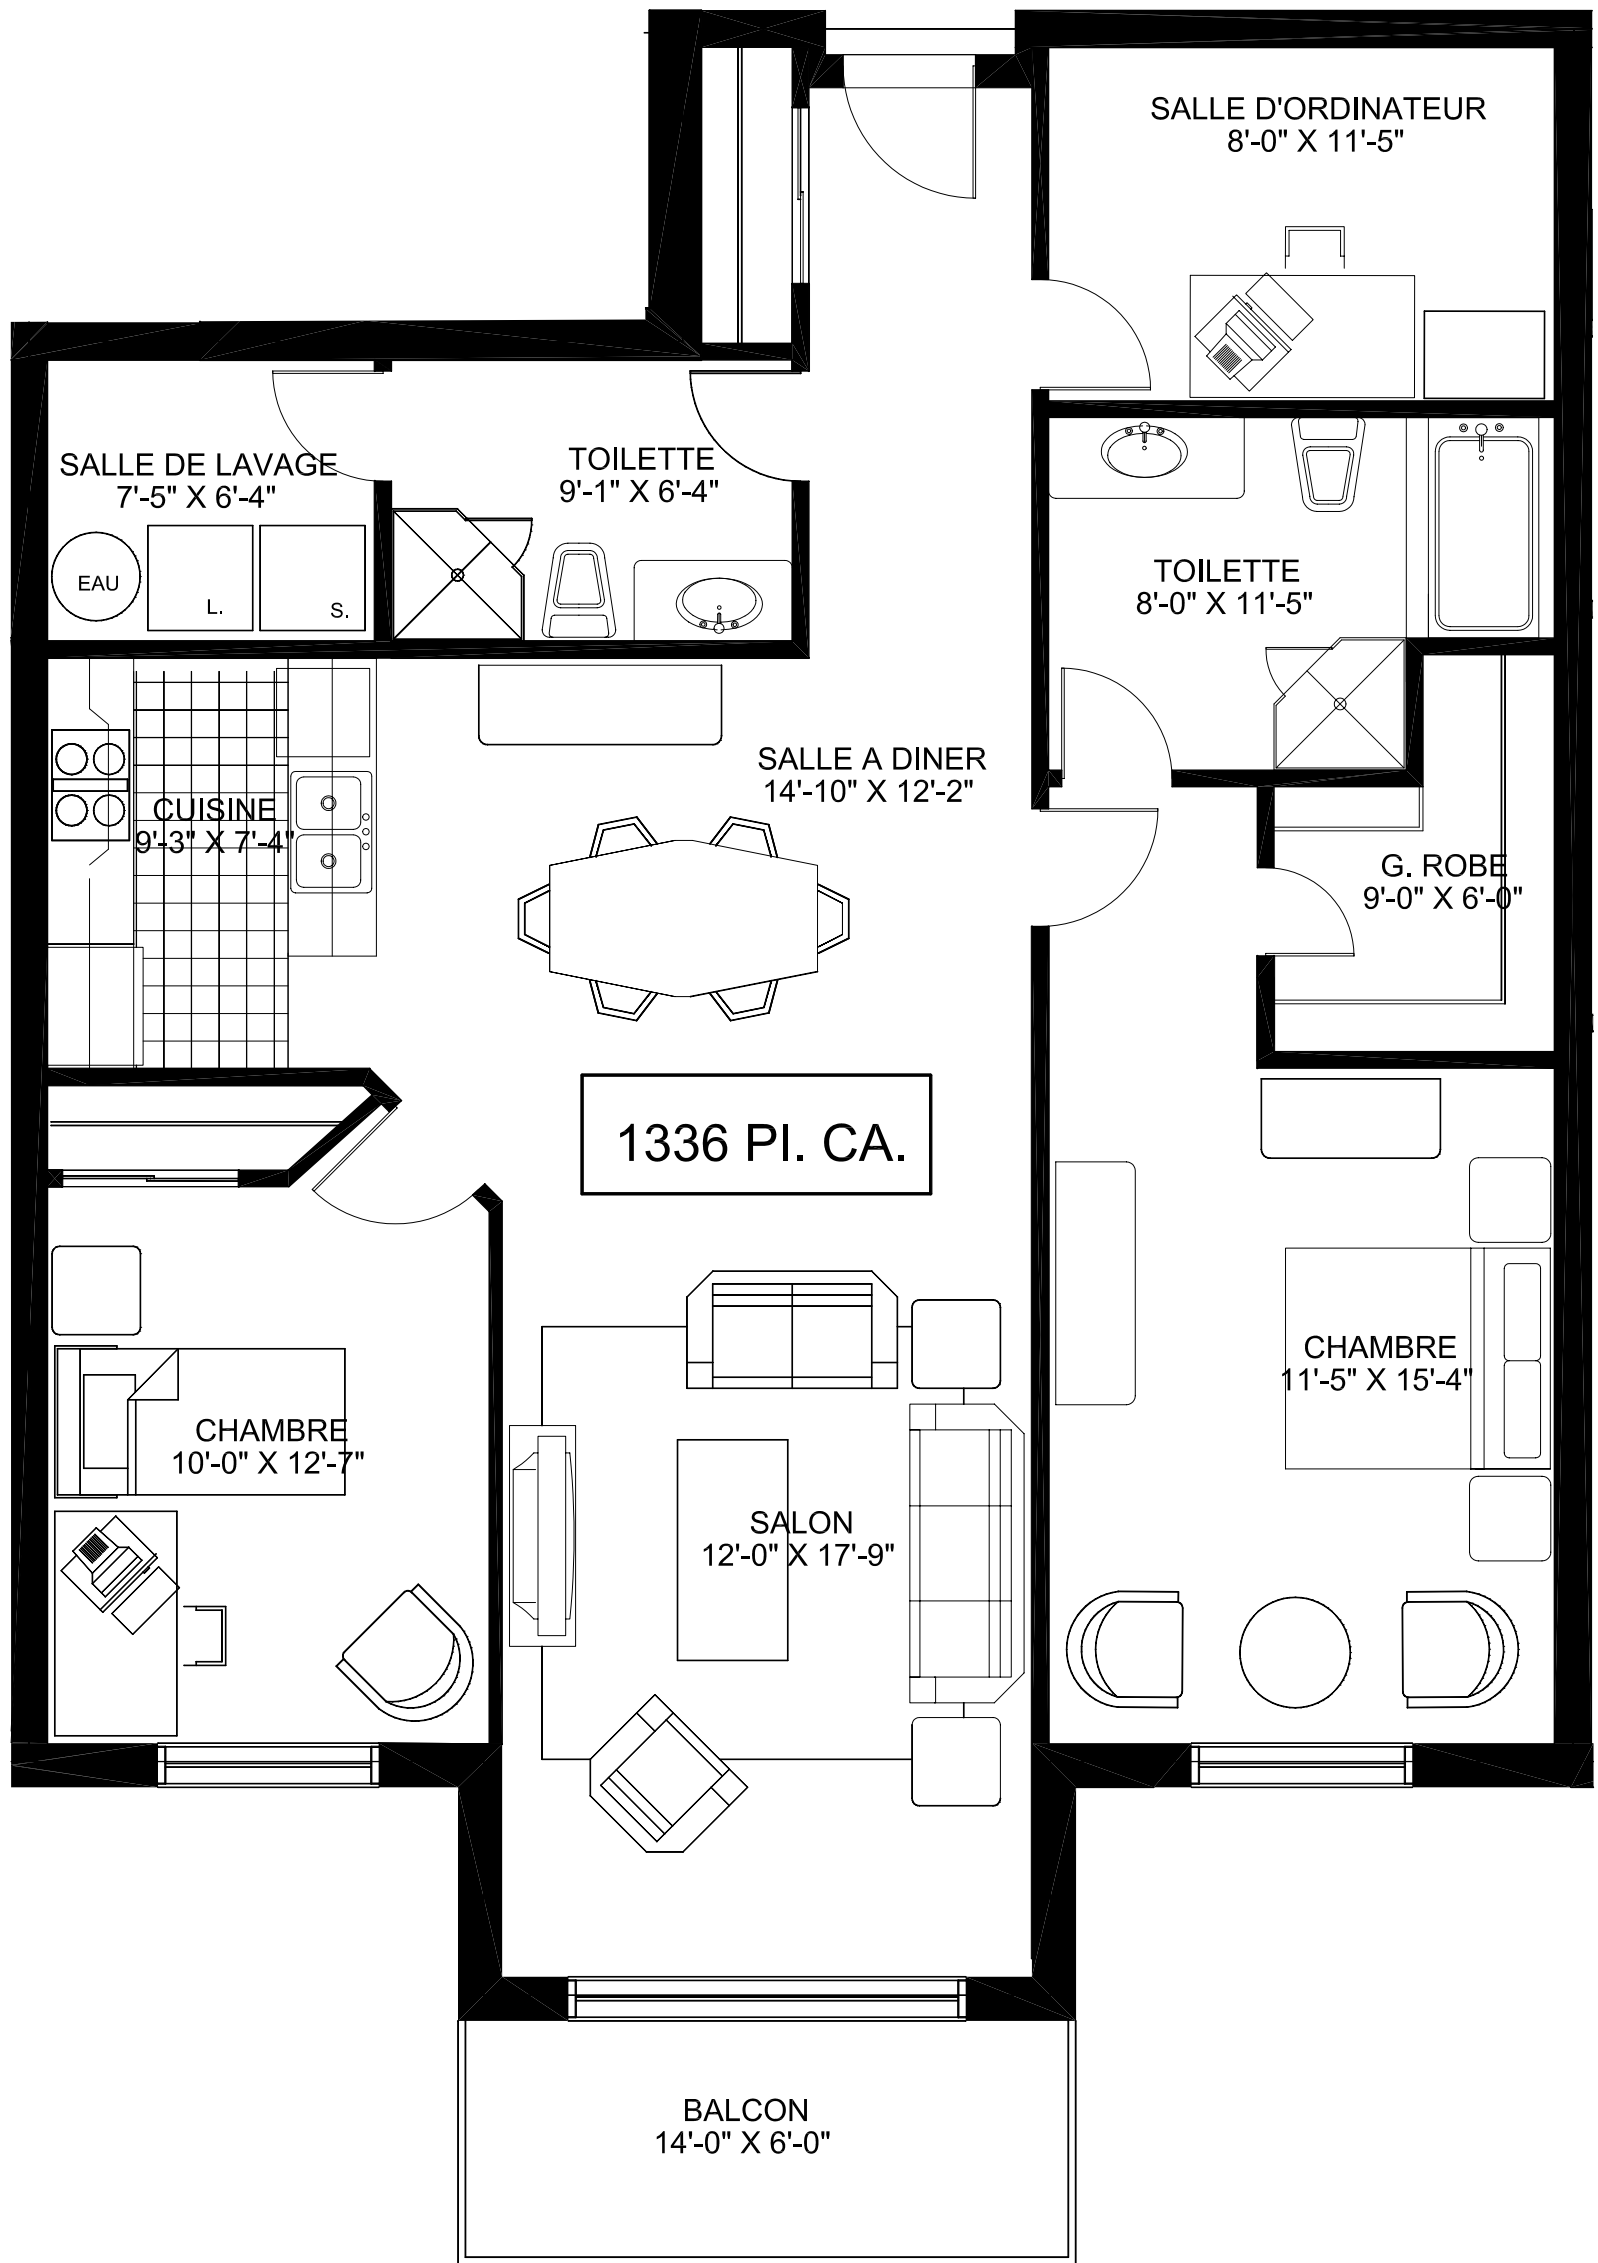 SALLE D'ORDINATEUR
8'-0" X 11'-5"
SALLE DE LAVAGE
7'-5" X 6'-4"
EAU
L.
S.
TOILETTE
9'-1" X 6'-4"
TOILETTE
8'-0" X 11'-5"
SALLE A DINER
14'-10" X 12'-2"
CUISINE
9'-3" X 7'-4"
G. ROBE
9'-0" X 6'-0"
1336 PI. CA.
CHAMBRE
11'-5" X 15'-4"
CHAMBRE
10'-0" X 12'-7"
SALON
12'-0" X 17'-9"
BALCON
14'-0" X 6'-0"